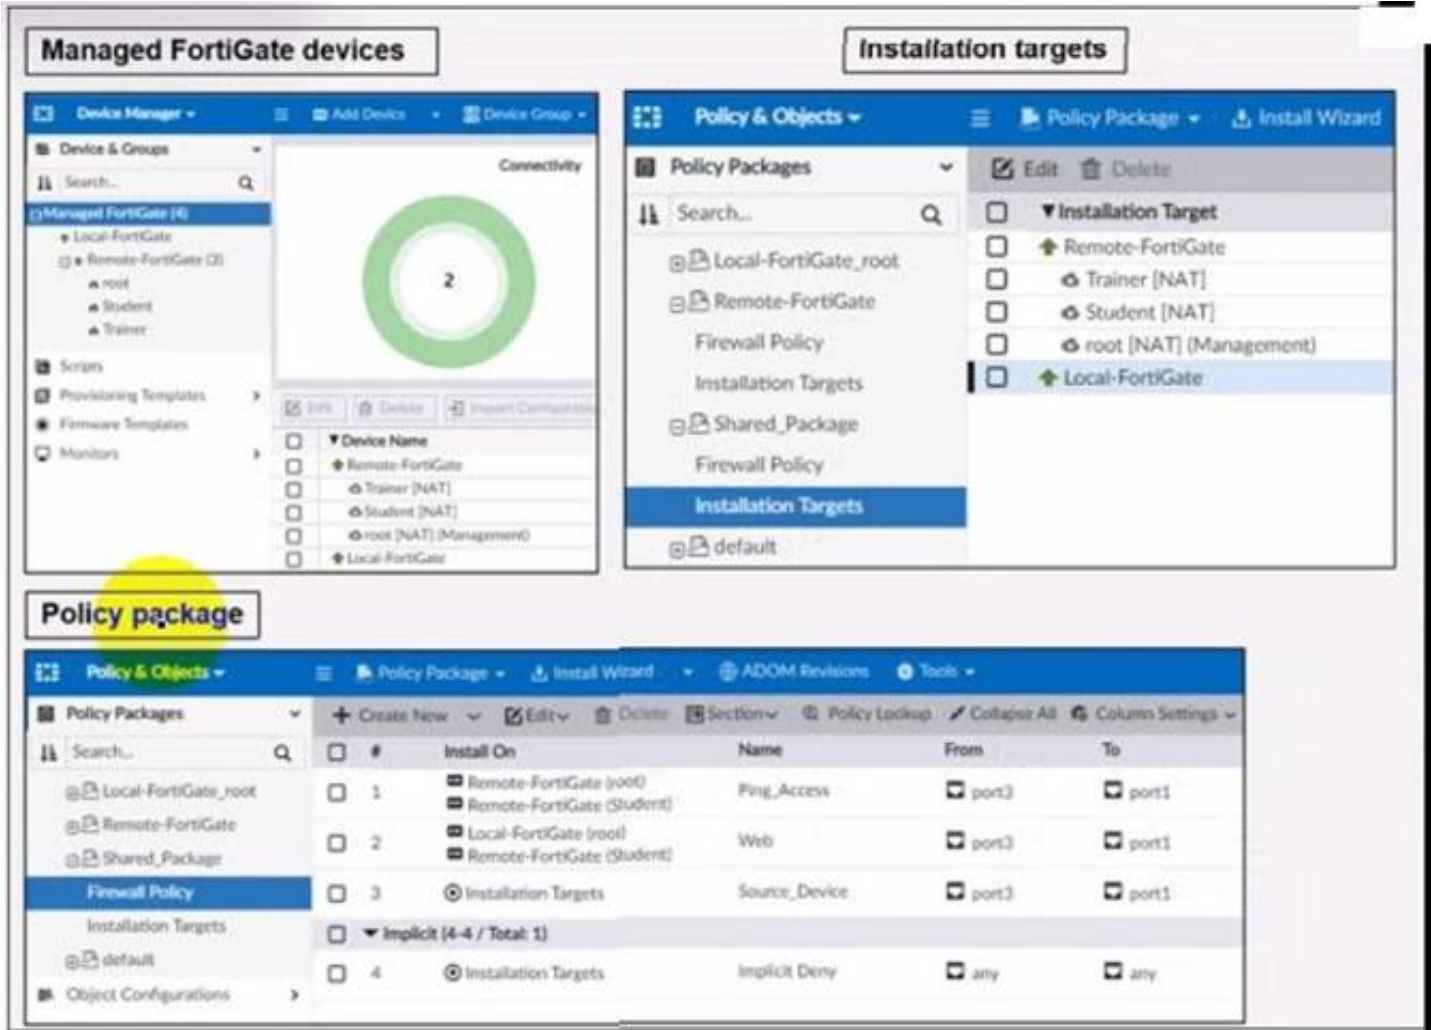 Managed FortiGate devices
Installation targets
Device Manager
Add Device
Device Group
Device & Groups
Search...
Managed FortiGate (4)
Local-FortiGate
Remote-FortiGate (3)
root
Student
Trainer
Scripts
Provisioning Templates
Firmware Templates
Monitors
Connectivity
2
Edit
Delete
Import Configuratio
Device Name
Remote-FortiGate
Trainer [NAT]
Student [NAT]
root [NAT] (Management)
Local-FortiGate
Policy & Objects
Policy Package
Install Wizard
Policy Packages
Search...
Local-FortiGate_root
Remote-FortiGate
Firewall Policy
Installation Targets
Shared_Package
Firewall Policy
Installation Targets
default
Edit
Delete
Installation Target
Remote-FortiGate
Trainer [NAT]
Student [NAT]
root [NAT] (Management)
Local-FortiGate
Policy package
Policy & Objects
Policy Package
Install Wizard
ADOM Revisions
Tools
Policy Packages
Search...
Local-FortiGate_root
Remote-FortiGate
Shared_Package
Firewall Policy
Installation Targets
default
Object Configurations
Create New
Edit
Delete
Section
Policy Lookup
Collapse All
Column Settings
# Install On Name From To
1 Remote-FortiGate (root) Ping_Access port3 port1
Remote-FortiGate (Student)
2 Local-FortiGate (root) Web port3 port1
Remote-FortiGate (Student)
3 Installation Targets Source_Device port3 port1
Implicit (4-4 / Total: 1)
4 Installation Targets Implicit Deny any any